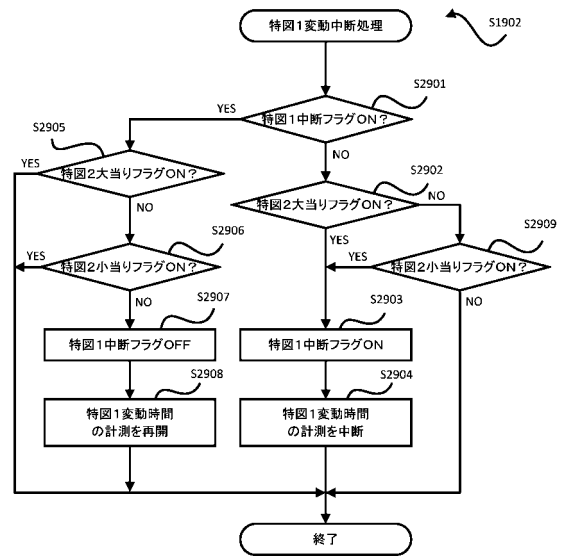 特図1変動中断処理
S1902
S2901
特図1中断フラグON?
YES
NO
S2905
特図2大当りフラグON?
YES
NO
S2902
特図2大当りフラグON?
NO
YES
S2906
特図2小当りフラグON?
YES
NO
S2909
特図2小当りフラグON?
YES
NO
S2907
特図1中断フラグOFF
S2903
特図1中断フラグON
S2908
特図1変動時間
の計測を再開
S2904
特図1変動時間
の計測を中断
終了